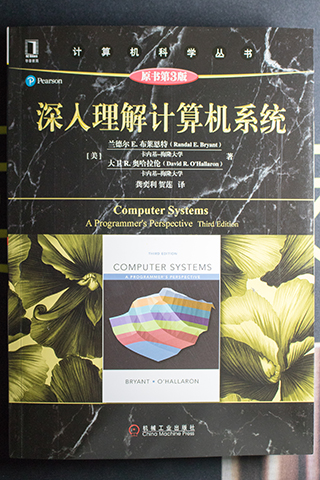 计算机科学丛书
Pearson
原书第3版
深入理解计算机系统
兰德尔 E. 布莱恩特(Randal E. Bryant)
卡内基-梅隆大学
[美] 著
大卫 R. 奥哈拉伦(David R. O'Hallaron)
卡内基-梅隆大学
龚奕利 贺莲 译
Computer Systems
A Programmer's Perspective Third Edition
THIRD EDITION
COMPUTER SYSTEMS
A PROGRAMMER'S PERSPECTIVE
BRYANT • O'HALLARON
机械工业出版社
China Machine Press